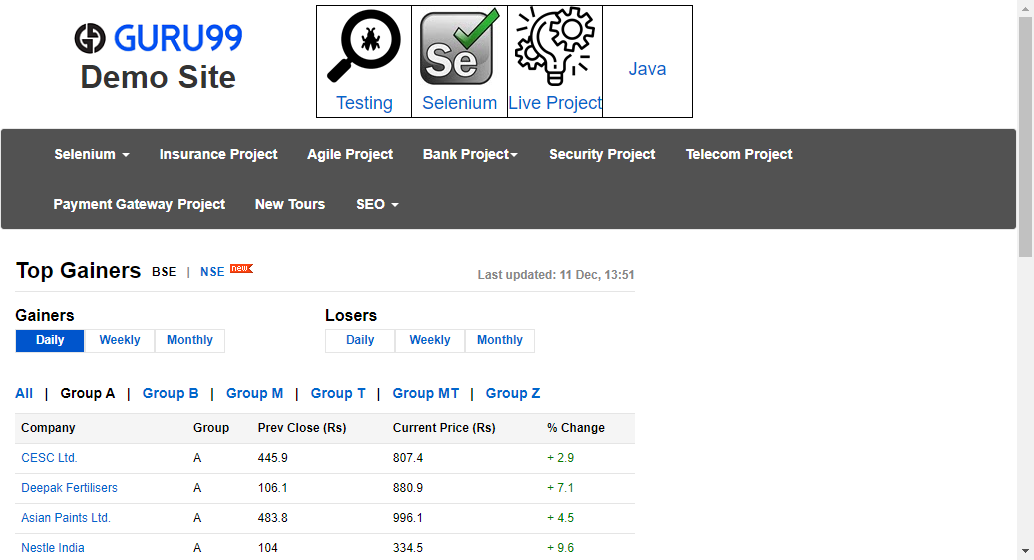 GURU99
Demo Site
Se
Testing Selenium Live Project Java
Selenium Insurance Project Agile Project Bank Project Security Project Telecom Project
Payment Gateway Project New Tours SEO
Top Gainers BSE | NSE new
Last updated: 11 Dec, 13:51
Gainers Losers
Daily Weekly Monthly Daily Weekly Monthly
All | Group A | Group B | Group M | Group T | Group MT | Group Z
Company Group Prev Close (Rs) Current Price (Rs) % Change
CESC Ltd. A 445.9 807.4 + 2.9
Deepak Fertilisers A 106.1 880.9 + 7.1
Asian Paints Ltd. A 483.8 996.1 + 4.5
Nestle India A 104 334.5 + 9.6